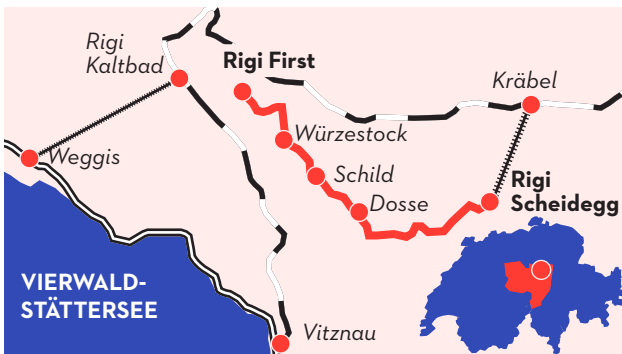 Rigi
Kaltbad
Rigi First
Kräbel
Würzestock
Weggis
Schild
Rigi
Scheidegg
Dosse
VIERWALD-
STÄTTERSEE
Vitznau